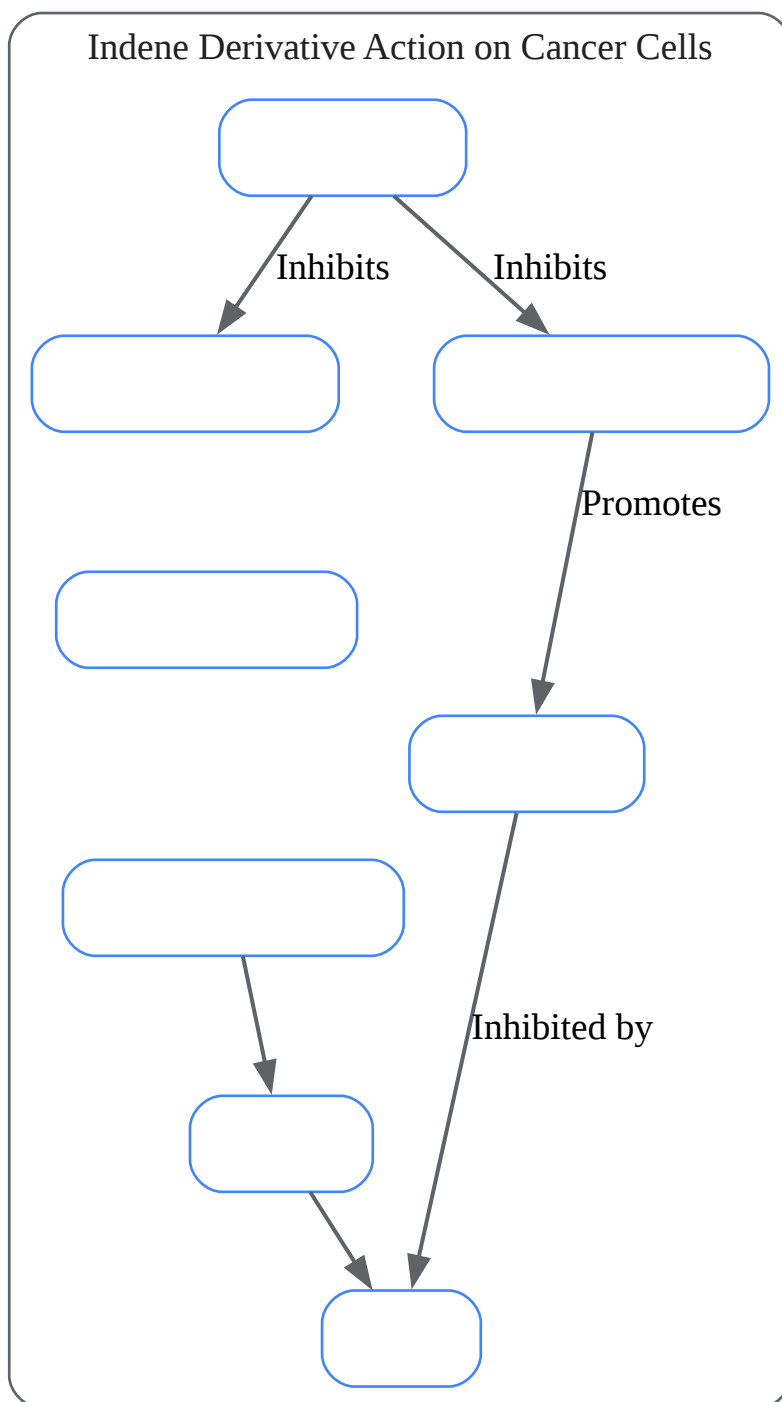 Indene Derivative Action on Cancer Cells
Inhibits
Inhibits
Promotes
Inhibited by